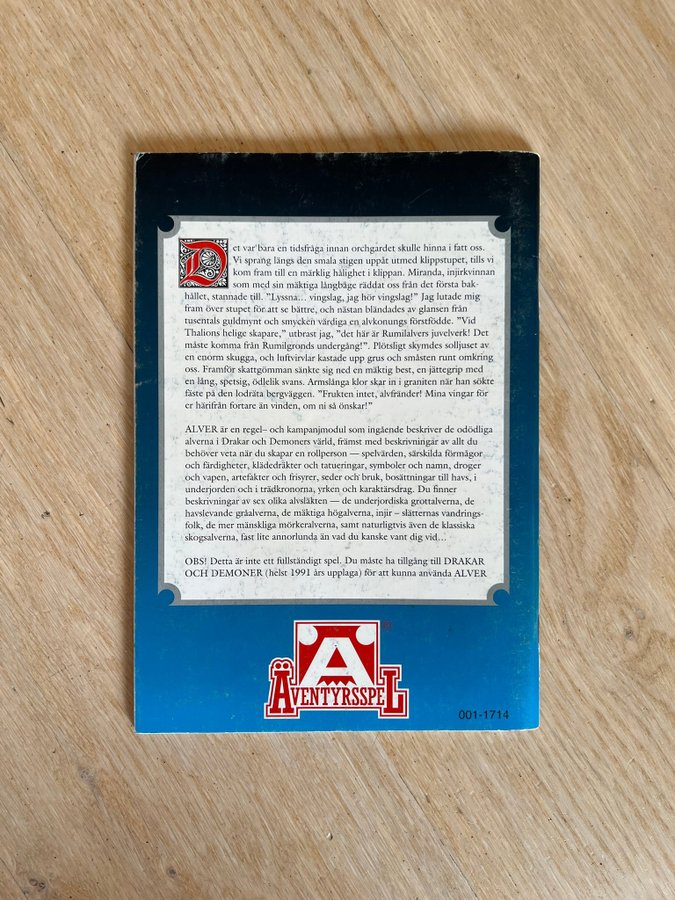 Det var bara en tidsfråga innan orchgardet skulle hinna i fatt oss.
Vi sprang längs den smala stigen uppåt utmed klippstupet, tills vi
kom fram till en märklig hålighet i klippan. Miranda, injirkvinnan
som med sin mäktiga långbåge räddat oss från det första bak-
hållet, stannade till. ”Lyssna... vingslag, jag hör vingslag!” Jag lutade mig
fram över stupet för att se bättre, och nästan bländades av glansen från
tusentals guldmynt och smycken värdiga en alvkonungs förstfödde. ”Vid
Thalions helige skapare,” utbrast jag, ”det här är Rumilalvers juvelverk! Det
måste komma från Rumilgronds undergång!”. Plötsligt skymdes solljuset av
en enorm skugga, och luftvirvlar kastade upp grus och småsten runt omkring
oss. Framför skattgömman sänkte sig ned en mäktig best, en jättegrip med
en lång, spetsig, ödlelik svans. Armslånga klor skar in i graniten när han sökte
fäste på den lodräta bergväggen. ”Frukten intet, alvfränder! Mina vingar för
er härifrån fortare än vinden, om ni så önskar!”
ALVER är en regel– och kampanjmodul som ingående beskriver de odödliga
alverna i Drakar och Demoners värld, främst med beskrivningar av allt du
behöver veta när du skapar en rollperson — spelvärden, särskilda förmågor
och färdigheter, klädedräkter och tatueringar, symboler och namn, droger
och vapen, artefakter och frisyrer, seder och bruk, bosättningar till havs, i
underjorden och i trädkronorna, yrken och karaktärsdrag. Du finner
beskrivningar av sex olika alvsläkten — de underjordiska grottalverna, de
havslevande gråalverna, de mäktiga högalverna, injir – slätternas vandrings-
folk, de mer mänskliga mörkeralverna, samt naturligtvis även de klassiska
skogsalverna, fast lite annorlunda än vad du kanske vant dig vid...
OBS! Detta är inte ett fullständigt spel. Du måste ha tillgång till DRAKAR
OCH DEMONER (helst 1991 års upplaga) för att kunna använda ALVER
Ä
ÄVENTYRSSPEL
001-1714